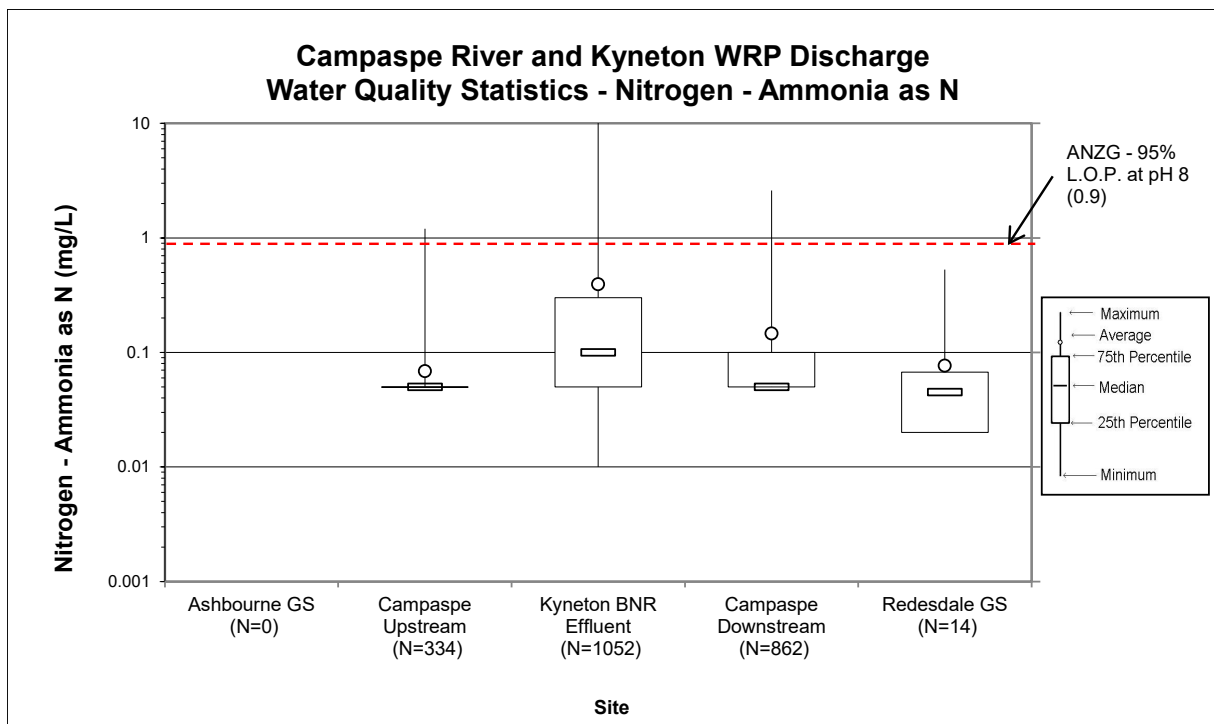 Campaspe River and Kyneton WRP Discharge
Water Quality Statistics - Nitrogen - Ammonia as N
Nitrogen - Ammonia as N (mg/L)
10
1
0.1
0.01
0.001
ANZG - 95%
L.O.P. at pH 8
(0.9)
Maximum
Average
75th Percentile
Median
25th Percentile
Minimum
Ashbourne GS
(N=0)
Campaspe
Upstream
(N=334)
Kyneton BNR
Effluent
(N=1052)
Campaspe
Downstream
(N=862)
Redesdale GS
(N=14)
Site